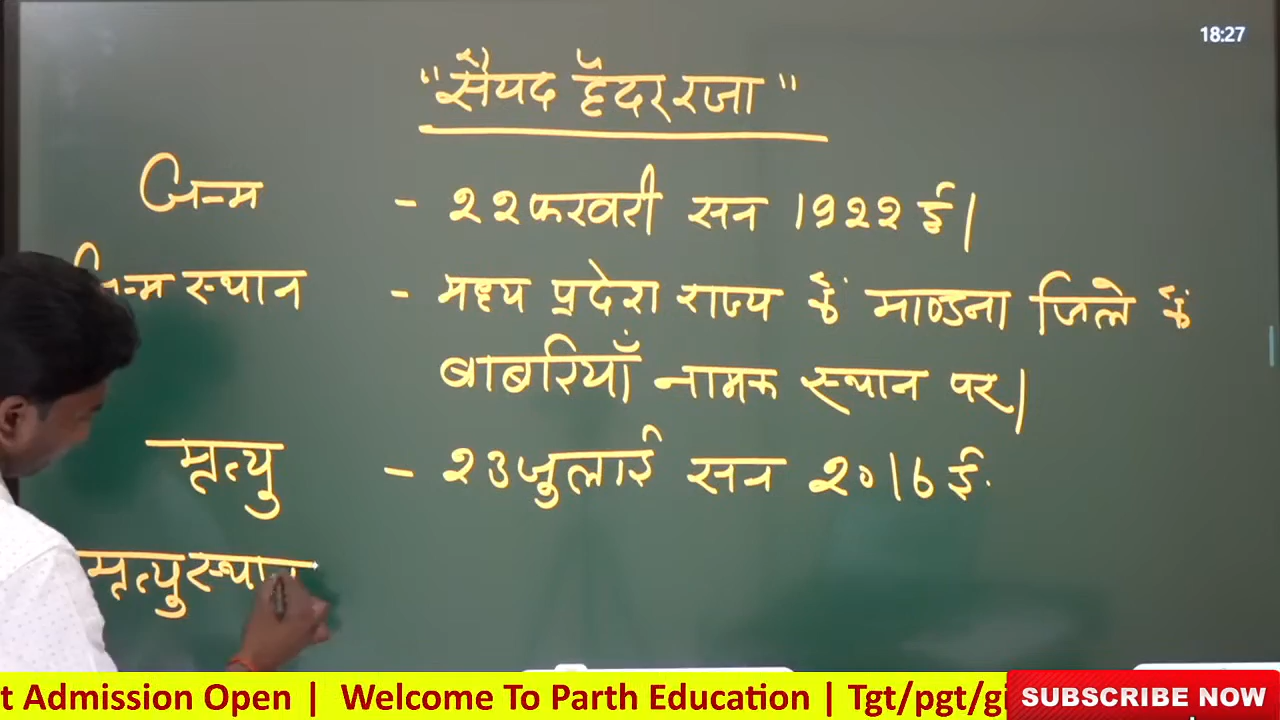 18:27
"सैयद हैदर रजा"
जन्म - 22 फरवरी सन 1922 ई।
जन्म स्थान - मध्य प्रदेश राज्य के माण्डना जिले के
बाबरियाँ नामक स्थान पर।
मृत्यु - 23 जुलाई सन 2016 ई.
मृत्यु स्थान
t Admission Open | Welcome To Parth Education | Tgt/pgt/gi
SUBSCRIBE NOW